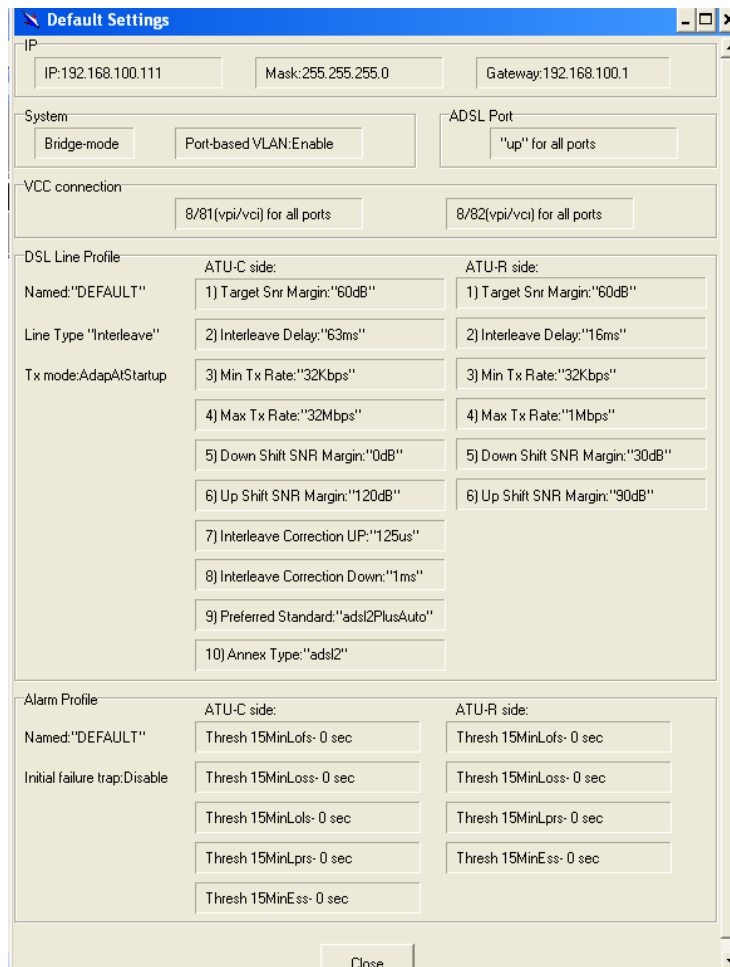 Default Settings
IP
IP:192.168.100.111 Mask:255.255.255.0 Gateway:192.168.100.1
System
Bridge-mode Port-based VLAN:Enable
ADSL Port
"up" for all ports
VCC connection
8/81(vpi/vci) for all ports 8/82(vpi/vci) for all ports
DSL Line Profile
Named:"DEFAULT"
Line Type "Interleave"
Tx mode:AdapAtStartup
ATU-C side:
1) Target Snr Margin:"60dB"
2) Interleave Delay:"63ms"
3) Min Tx Rate:"32Kbps"
4) Max Tx Rate:"32Mbps"
5) Down Shift SNR Margin:"0dB"
6) Up Shift SNR Margin:"120dB"
7) Interleave Correction UP:"125us"
8) Interleave Correction Down:"1ms"
9) Preferred Standard:"adsl2PlusAuto"
10) Annex Type:"adsl2"
ATU-R side:
1) Target Snr Margin:"60dB"
2) Interleave Delay:"16ms"
3) Min Tx Rate:"32Kbps"
4) Max Tx Rate:"1Mbps"
5) Down Shift SNR Margin:"30dB"
6) Up Shift SNR Margin:"90dB"
Alarm Profile
Named:"DEFAULT"
Initial failure trap:Disable
ATU-C side:
Thresh 15MinLofs- 0 sec
Thresh 15MinLoss- 0 sec
Thresh 15MinLols- 0 sec
Thresh 15MinLprs- 0 sec
Thresh 15MinEss- 0 sec
ATU-R side:
Thresh 15MinLofs- 0 sec
Thresh 15MinLoss- 0 sec
Thresh 15MinLprs- 0 sec
Thresh 15MinEss- 0 sec
Close